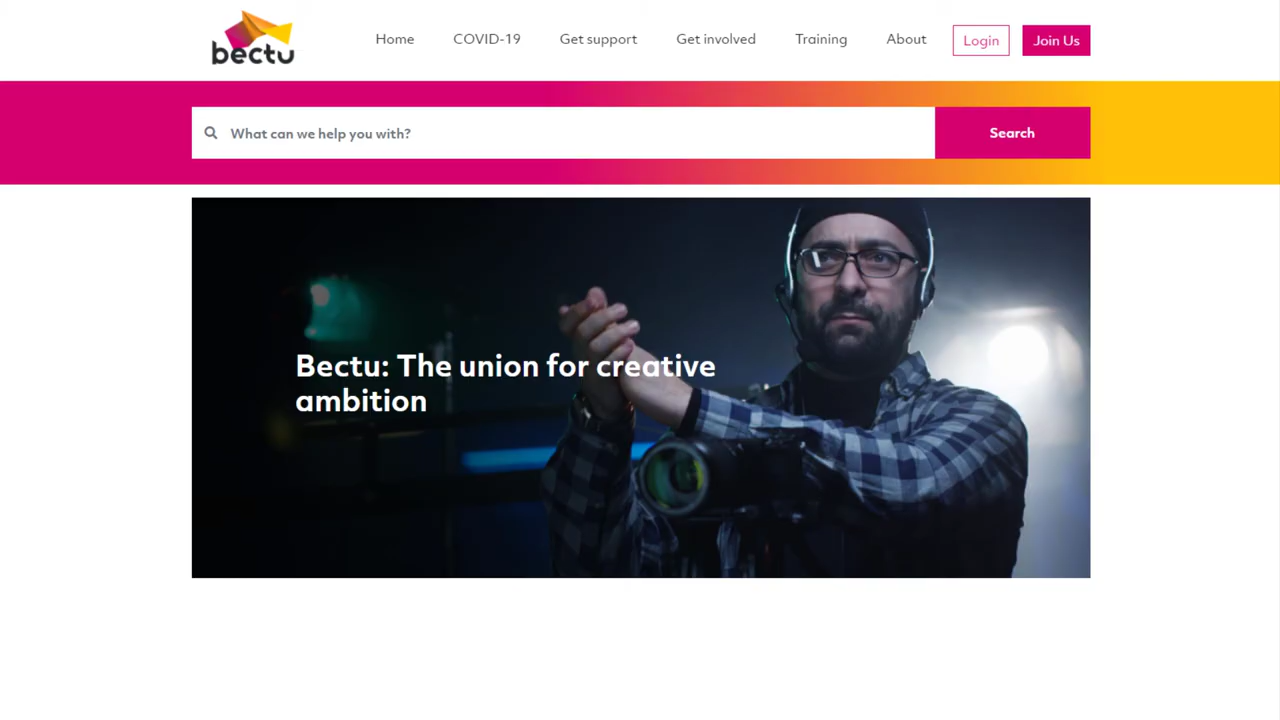 bectu
Home
COVID-19
Get support
Get involved
Training
About
Login
Join Us
What can we help you with?
Search
Bectu: The union for creative
ambition